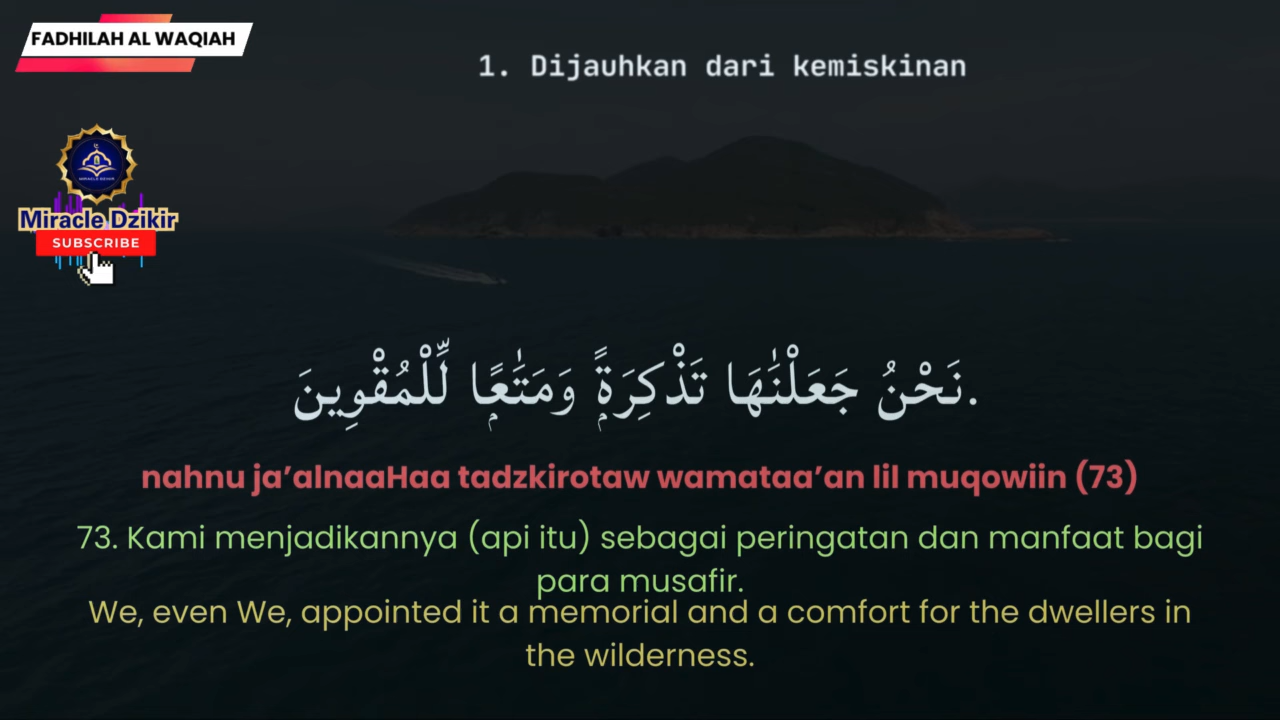 FADHILAH AL WAQIAH
1. Dijauhkan dari kemiskinan
MIRACLE DZIKIR
Miracle Dzikir
SUBSCRIBE
نَحْنُ جَعَلْنَٰهَا تَذْكِرَةًۭ وَمَتَٰعًۭا لِّلْمُقْوِينَ.
nahnu ja’alnaaHaa tadzkirotaw wamataa’an lil muqowiin (73)
73. Kami menjadikannya (api itu) sebagai peringatan dan manfaat bagi
para musafir.
We, even We, appointed it a memorial and a comfort for the dwellers in
the wilderness.